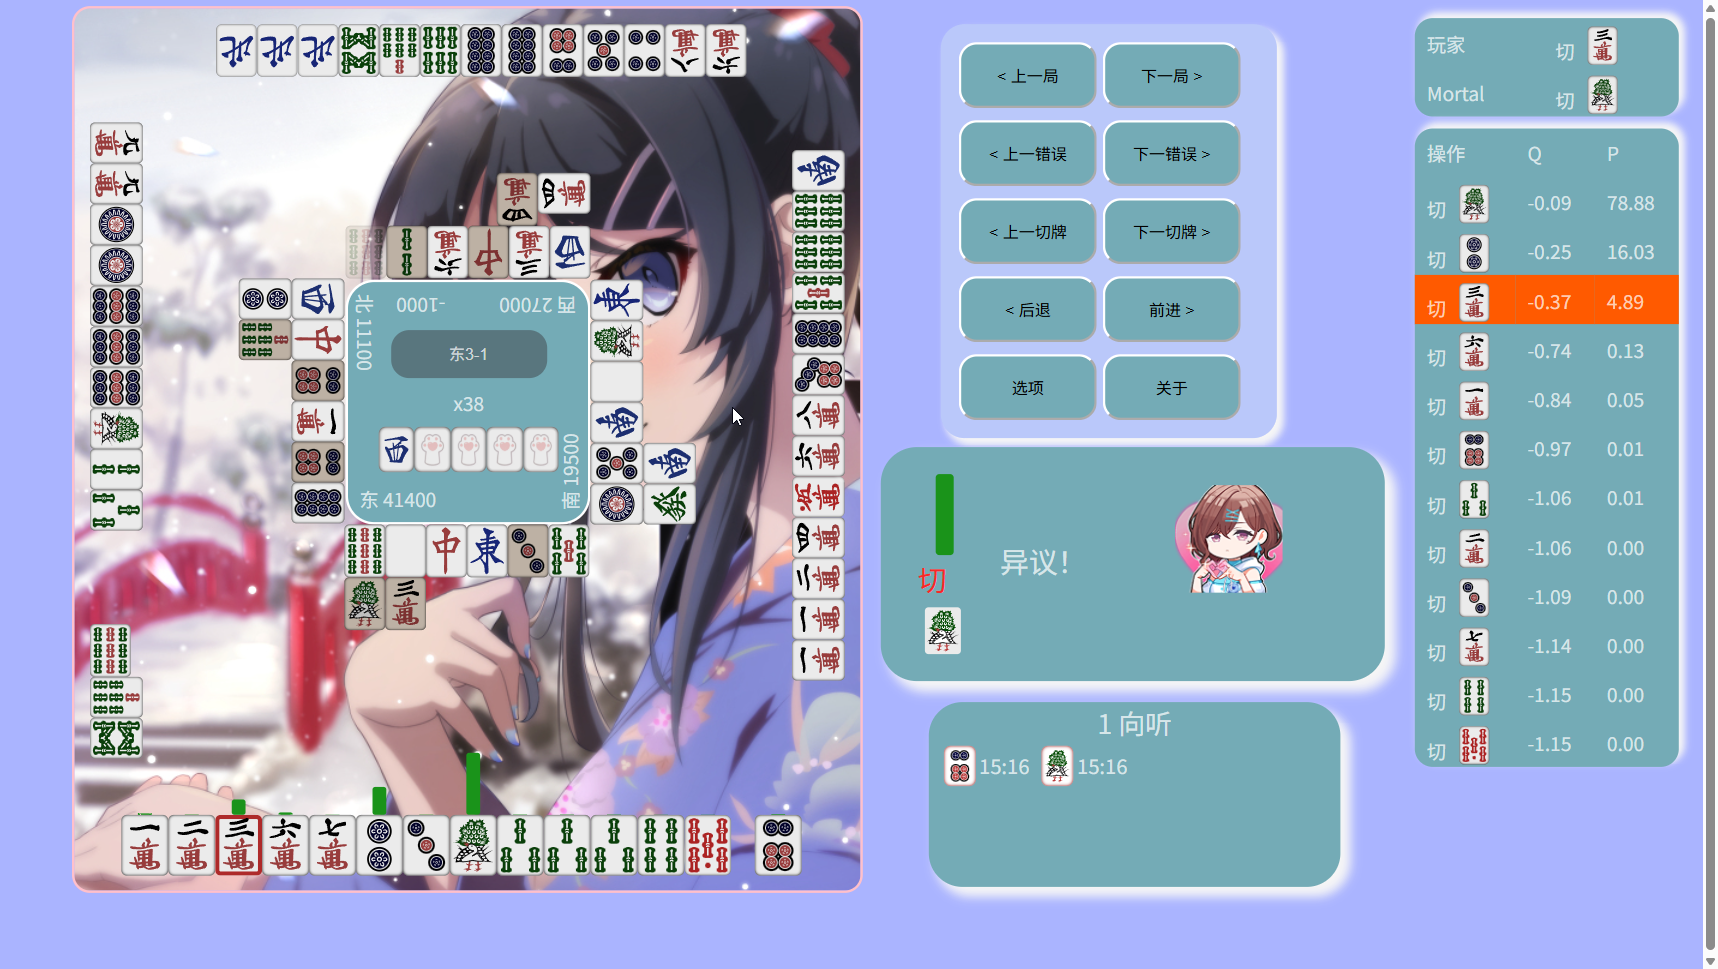 北 11100
-1000
西 27000
东3-1
x38
东 41400
南 19500
< 上一局
下一局 >
< 上一错误
下一错误 >
< 上一切牌
下一切牌 >
< 后退
前进 >
选项
关于
切
异议！
1 向听
15:16
15:16
玩家 切
Mortal 切
操作 Q P
切 -0.09 78.88
切 -0.25 16.03
切 -0.37 4.89
切 -0.74 0.13
切 -0.84 0.05
切 -0.97 0.01
切 -1.06 0.01
切 -1.06 0.00
切 -1.09 0.00
切 -1.14 0.00
切 -1.15 0.00
切 -1.15 0.00